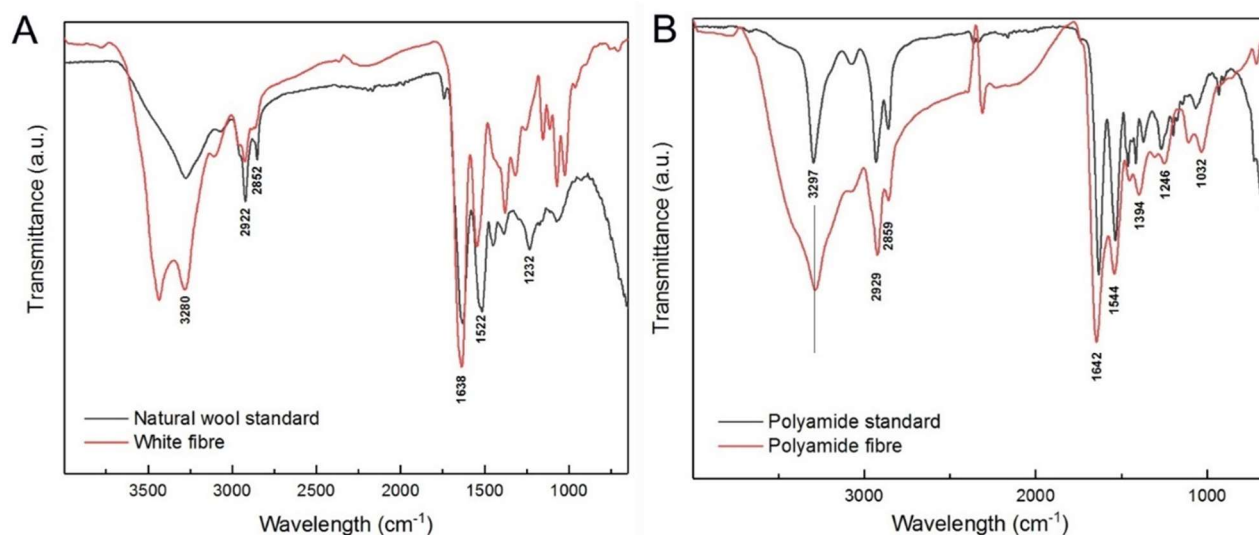 A
Transmittance (a.u.)
3280
2922
2852
1638
1522
1232
Natural wool standard
White fibre
3500 3000 2500 2000 1500 1000
Wavelength (cm-1)
B
Transmittance (a.u.)
3297
2929
2859
1642
1544
1394
1246
1032
Polyamide standard
Polyamide fibre
3000 2000 1000
Wavelength (cm-1)